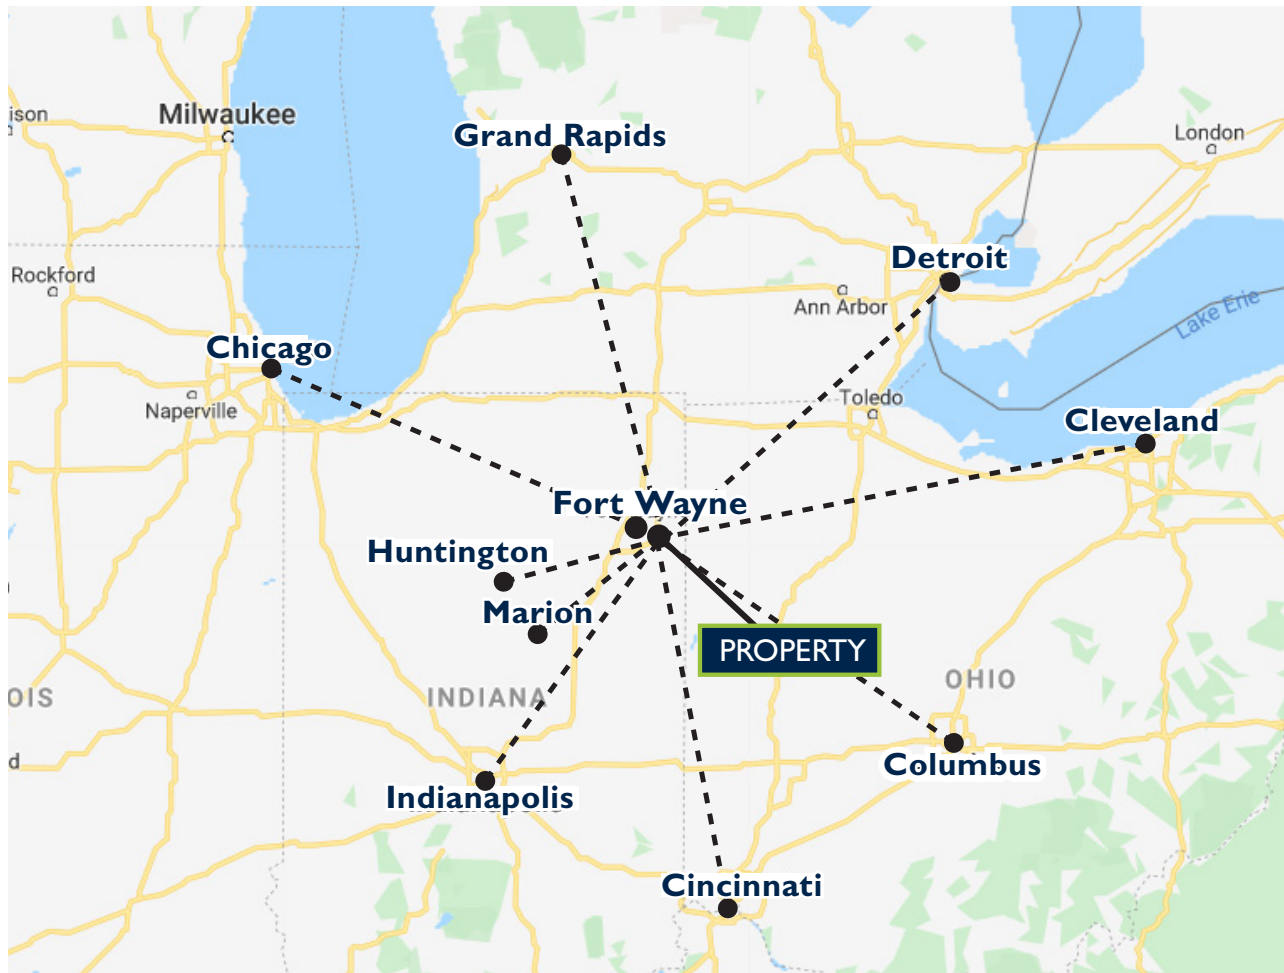 ison
Milwaukee
Grand Rapids
London
Detroit
Rockford
Ann Arbor
Lake Erie
Chicago
Naperville
Toledo
Cleveland
Fort Wayne
Huntington
Marion
PROPERTY
OHIO
OIS
INDIANA
d
Columbus
Indianapolis
Cincinnati